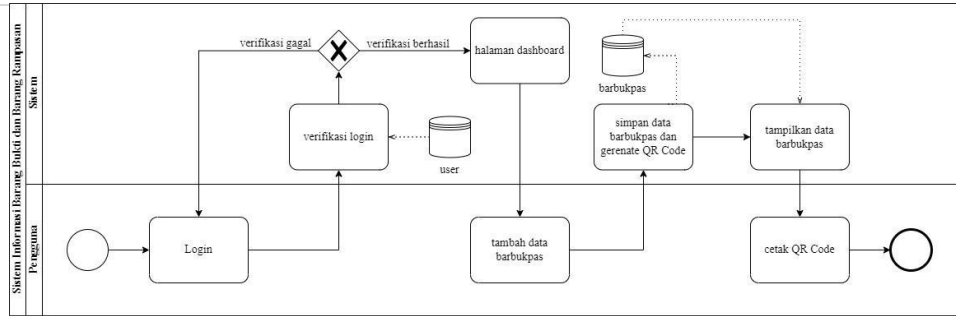 Sistem Informasi Barang Bukti dan Barang Rampasan
Sistem
verifikasi gagal
verifikasi berhasil
halaman dashboard
barbukpas
verifikasi login
user
simpan data
barbukpas dan
gerenate QR Code
tampilkan data
barbukpas
Pengguna
Login
tambah data
barbukpas
cetak QR Code